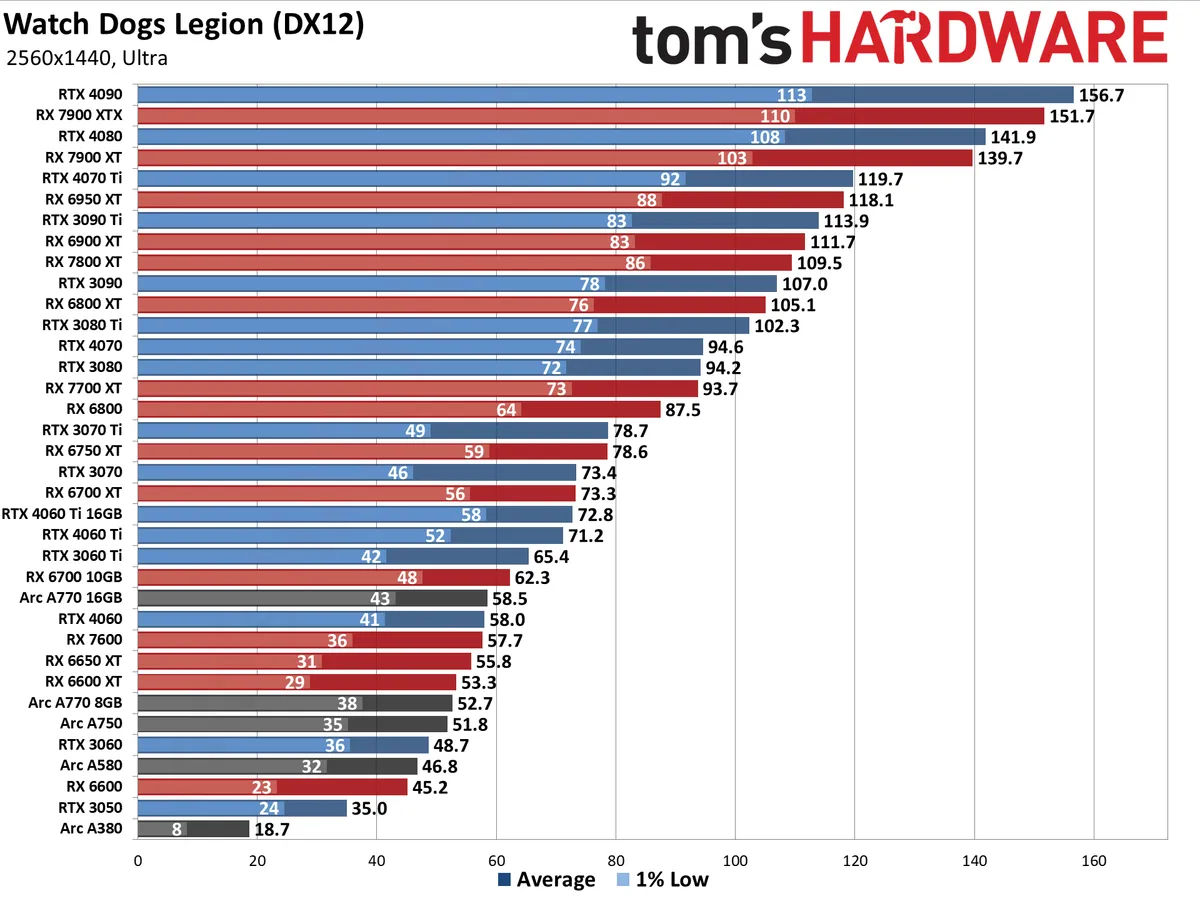 Watch Dogs Legion (DX12)
tom's HARDWARE
2560x1440, Ultra
RTX 4090 113 156.7
RX 7900 XTX 110 151.7
RTX 4080 108 141.9
RX 7900 XT 103 139.7
RTX 4070 Ti 92 119.7
RX 6950 XT 88 118.1
RTX 3090 Ti 83 113.9
RX 6900 XT 83 111.7
RX 7800 XT 86 109.5
RTX 3090 78 107.0
RX 6800 XT 76 105.1
RTX 3080 Ti 77 102.3
RTX 4070 74 94.6
RTX 3080 72 94.2
RX 7700 XT 73 93.7
RX 6800 64 87.5
RTX 3070 Ti 49 78.7
RX 6750 XT 59 78.6
RTX 3070 46 73.4
RX 6700 XT 56 73.3
RTX 4060 Ti 16GB 58 72.8
RTX 4060 Ti 52 71.2
RTX 3060 Ti 42 65.4
RX 6700 10GB 48 62.3
Arc A770 16GB 43 58.5
RTX 4060 41 58.0
RX 7600 36 57.7
RX 6650 XT 31 55.8
RX 6600 XT 29 53.3
Arc A770 8GB 38 52.7
Arc A750 35 51.8
RTX 3060 36 48.7
Arc A580 32 46.8
RX 6600 23 45.2
RTX 3050 24 35.0
Arc A380 8 18.7
0 20 40 60 80 100 120 140 160
Average 1% Low